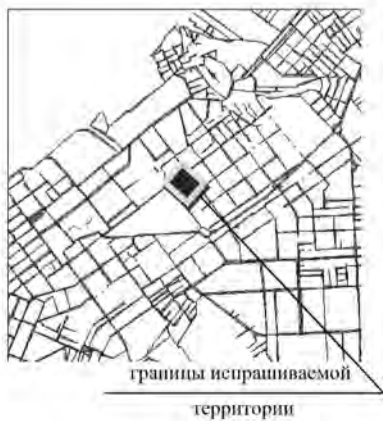 границы испрашиваемой
территории